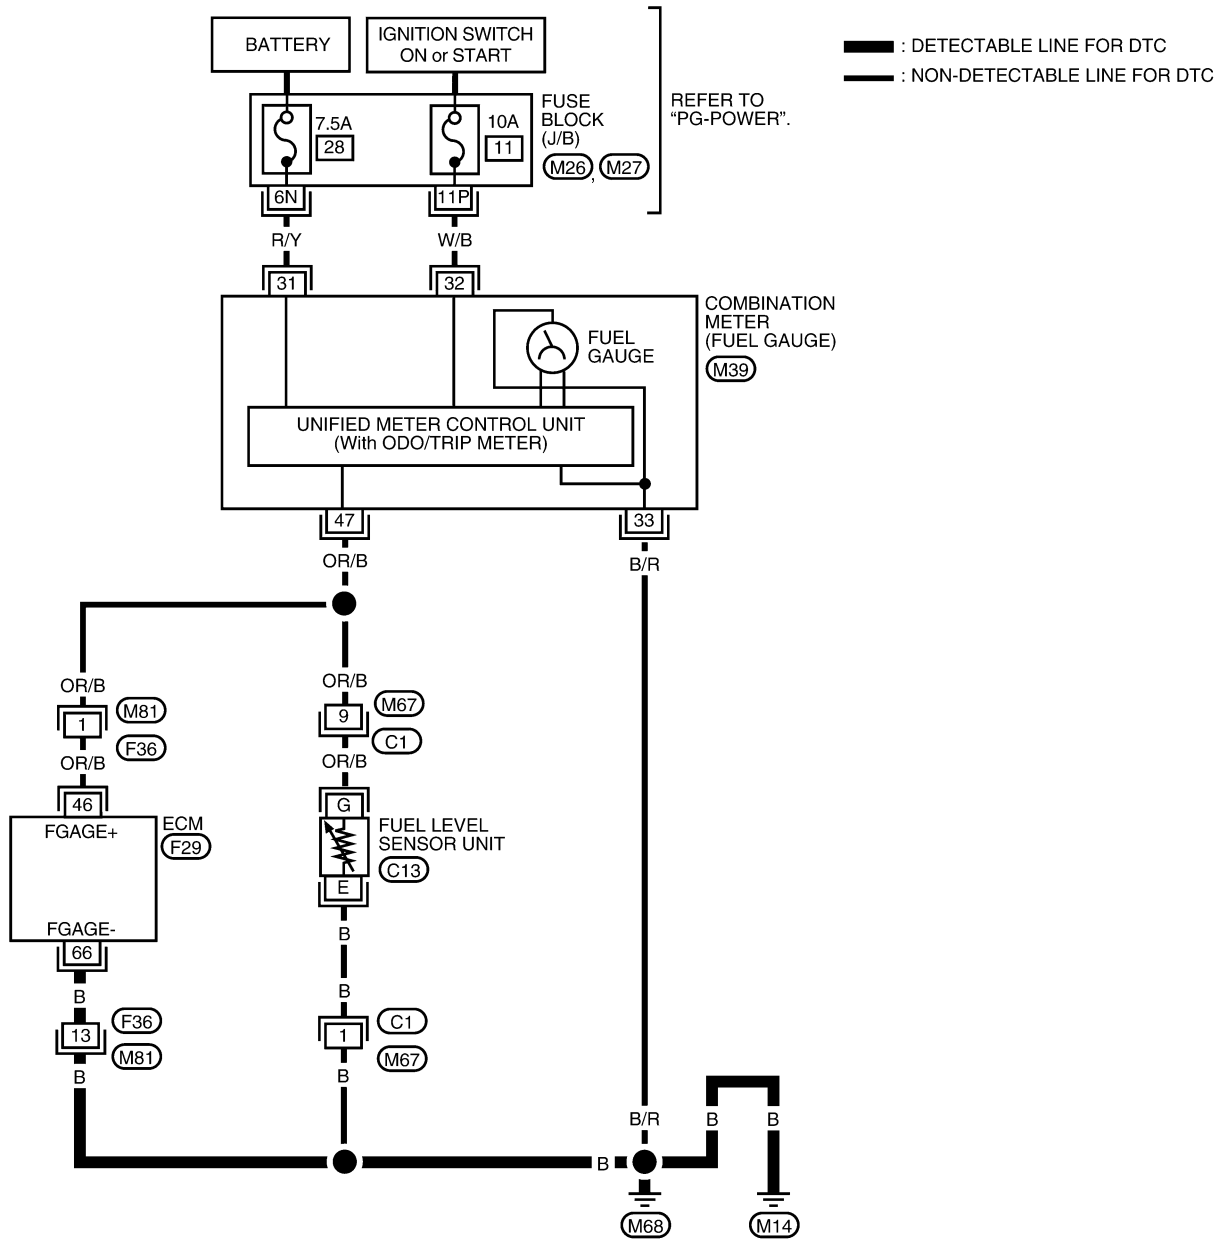 BATTERY
IGNITION SWITCH
ON or START
: DETECTABLE LINE FOR DTC
: NON-DETECTABLE LINE FOR DTC
7.5A
28
10A
11
FUSE
BLOCK
(J/B)
M26 , M27
REFER TO
“PG-POWER”.
6N
11P
R/Y
W/B
31
32
COMBINATION
METER
(FUEL GAUGE)
M39
FUEL
GAUGE
UNIFIED METER CONTROL UNIT
(With ODO/TRIP METER)
47
33
OR/B
B/R
OR/B
OR/B
1
M81
F36
9
M67
C1
OR/B
OR/B
46
FGAGE+
ECM
F29
FGAGE-
66
G
FUEL LEVEL
SENSOR UNIT
C13
E
B
B
B
13
F36
M81
1
C1
M67
B
B
B/R
B
B
B
M68
M14